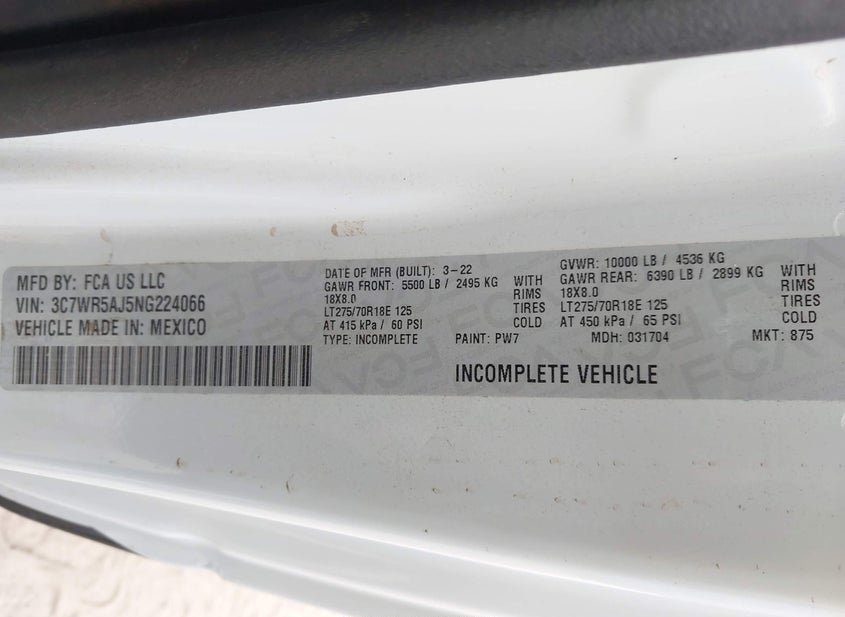 MFD BY: FCA US LLC
VIN: 3C7WR5AJ5NG224066
VEHICLE MADE IN: MEXICO
DATE OF MFR (BUILT): 3-22
GAWR FRONT: 5500 LB / 2495 KG WITH
18X8.0 RIMS
LT275/70R18E 125 TIRES
AT 415 kPa / 60 PSI COLD
TYPE: INCOMPLETE
GVWR: 10000 LB / 4536 KG
GAWR REAR: 6390 LB / 2899 KG WITH
18X8.0 RIMS
LT275/70R18E 125 TIRES
AT 450 kPa / 65 PSI COLD
PAINT: PW7 MDH: 031704 MKT: 875
INCOMPLETE VEHICLE